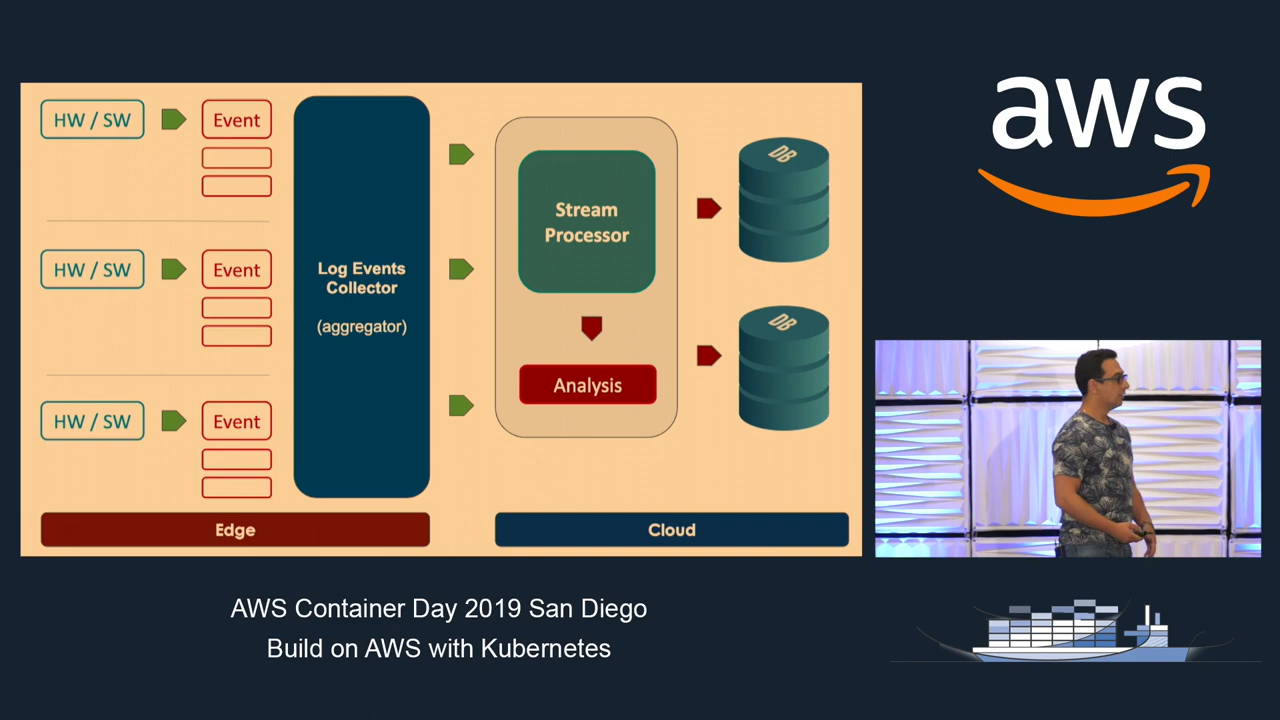 HW / SW
Event
HW / SW
Event
HW / SW
Event
Log Events
Collector
(aggregator)
Stream
Processor
Analysis
DB
DB
Edge
Cloud
aws
AWS Container Day 2019 San Diego
Build on AWS with Kubernetes